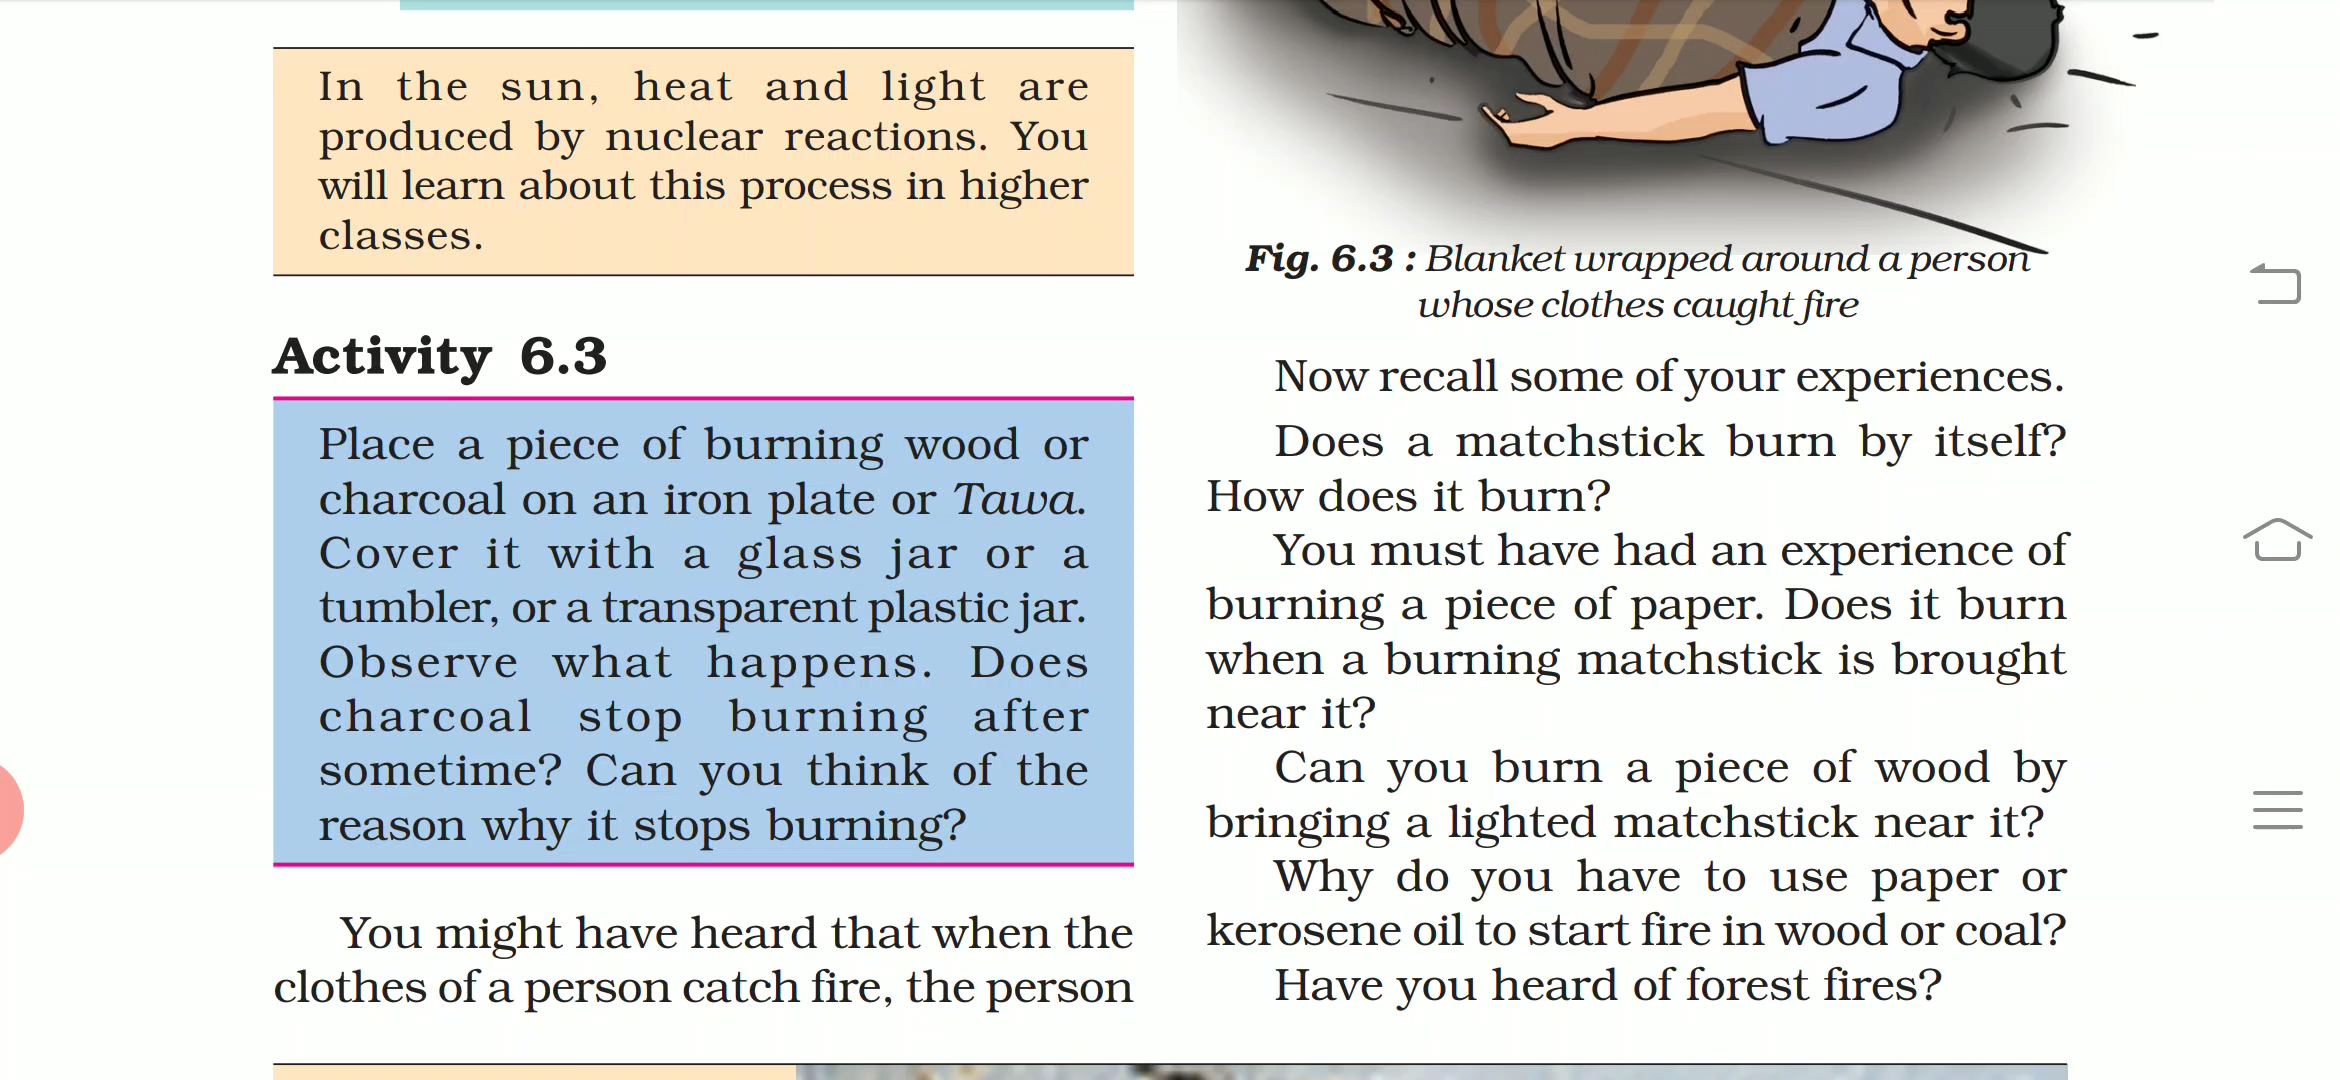 In the sun, heat and light are
produced by nuclear reactions. You
will learn about this process in higher
classes.
Activity 6.3
Place a piece of burning wood or
charcoal on an iron plate or Tawa.
Cover it with a glass jar or a
tumbler, or a transparent plastic jar.
Observe what happens. Does
charcoal stop burning after
sometime? Can you think of the
reason why it stops burning?
You might have heard that when the
clothes of a person catch fire, the person
Fig. 6.3 : Blanket wrapped around a person
whose clothes caught fire
Now recall some of your experiences.
Does a matchstick burn by itself?
How does it burn?
You must have had an experience of
burning a piece of paper. Does it burn
when a burning matchstick is brought
near it?
Can you burn a piece of wood by
bringing a lighted matchstick near it?
Why do you have to use paper or
kerosene oil to start fire in wood or coal?
Have you heard of forest fires?